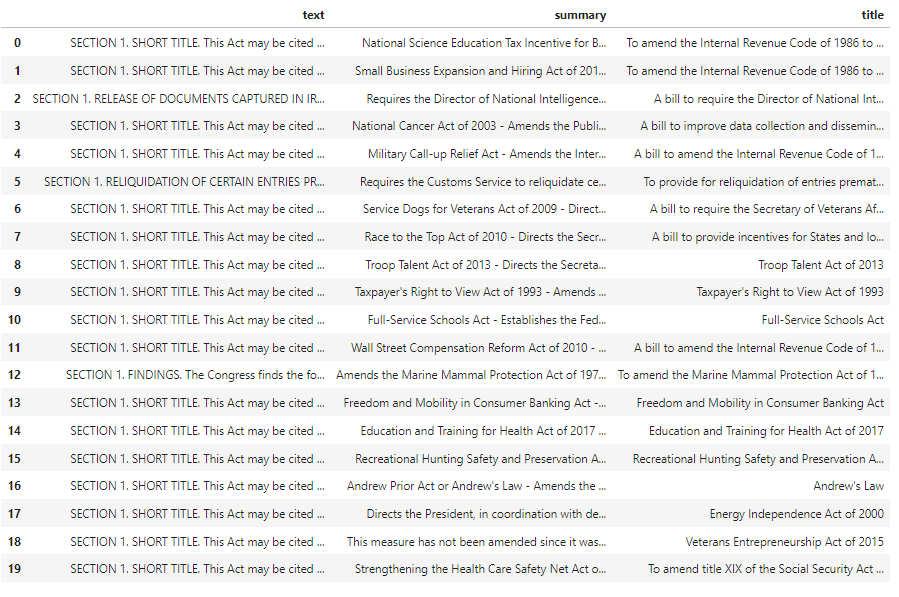 text summary title
0 SECTION 1. SHORT TITLE. This Act may be cited ... National Science Education Tax Incentive for B... To amend the Internal Revenue Code of 1986 to ...
1 SECTION 1. SHORT TITLE. This Act may be cited ... Small Business Expansion and Hiring Act of 201... To amend the Internal Revenue Code of 1986 to ...
2 SECTION 1. RELEASE OF DOCUMENTS CAPTURED IN IR... Requires the Director of National Intelligence... A bill to require the Director of National Int...
3 SECTION 1. SHORT TITLE. This Act may be cited ... National Cancer Act of 2003 - Amends the Publi... A bill to improve data collection and dissemin...
4 SECTION 1. SHORT TITLE. This Act may be cited ... Military Call-up Relief Act - Amends the Inter... A bill to amend the Internal Revenue Code of 1...
5 SECTION 1. RELIQUIDATION OF CERTAIN ENTRIES PR... Requires the Customs Service to reliquidate ce... To provide for reliquidation of entries premat...
6 SECTION 1. SHORT TITLE. This Act may be cited ... Service Dogs for Veterans Act of 2009 - Direct... A bill to require the Secretary of Veterans Af...
7 SECTION 1. SHORT TITLE. This Act may be cited ... Race to the Top Act of 2010 - Directs the Secr... A bill to provide incentives for States and lo...
8 SECTION 1. SHORT TITLE. This Act may be cited ... Troop Talent Act of 2013 - Directs the Secreta... Troop Talent Act of 2013
9 SECTION 1. SHORT TITLE. This Act may be cited ... Taxpayer's Right to View Act of 1993 - Amends ... Taxpayer's Right to View Act of 1993
10 SECTION 1. SHORT TITLE. This Act may be cited ... Full-Service Schools Act - Establishes the Fed... Full-Service Schools Act
11 SECTION 1. SHORT TITLE. This Act may be cited ... Wall Street Compensation Reform Act of 2010 - ... A bill to amend the Internal Revenue Code of 1...
12 SECTION 1. FINDINGS. The Congress finds the fo... Amends the Marine Mammal Protection Act of 197... To amend the Marine Mammal Protection Act of 1...
13 SECTION 1. SHORT TITLE. This Act may be cited ... Freedom and Mobility in Consumer Banking Act -... Freedom and Mobility in Consumer Banking Act
14 SECTION 1. SHORT TITLE. This Act may be cited ... Education and Training for Health Act of 2017 ... Education and Training for Health Act of 2017
15 SECTION 1. SHORT TITLE. This Act may be cited ... Recreational Hunting Safety and Preservation A... Recreational Hunting Safety and Preservation A...
16 SECTION 1. SHORT TITLE. This Act may be cited ... Andrew Prior Act or Andrew's Law - Amends the ... Andrew's Law
17 SECTION 1. SHORT TITLE. This Act may be cited ... Directs the President, in coordination with de... Energy Independence Act of 2000
18 SECTION 1. SHORT TITLE. This Act may be cited ... This measure has not been amended since it was... Veterans Entrepreneurship Act of 2015
19 SECTION 1. SHORT TITLE. This Act may be cited ... Strengthening the Health Care Safety Net Act o... To amend title XIX of the Social Security Act ...